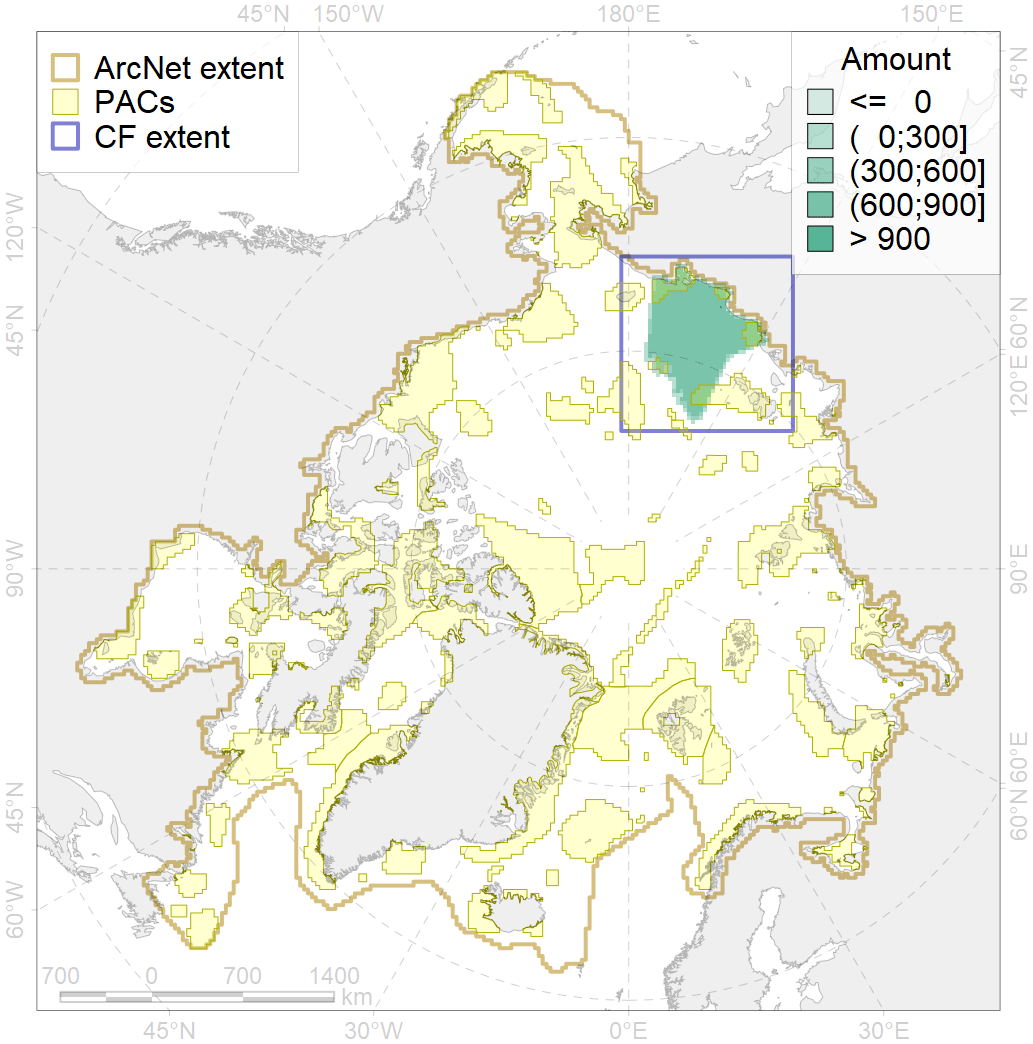 45°N 150°W 180°E 150°E
ArcNet extent
PACs
CF extent
Amount
<= 0
( 0;300]
(300;600]
(600;900]
> 900
45°N
120°W
45°N
90°W
45°N
60°W
60°N
120°E
90°E
60°E
60°N
700 0 700 1400
km
45°N 30°W 0°E 30°E